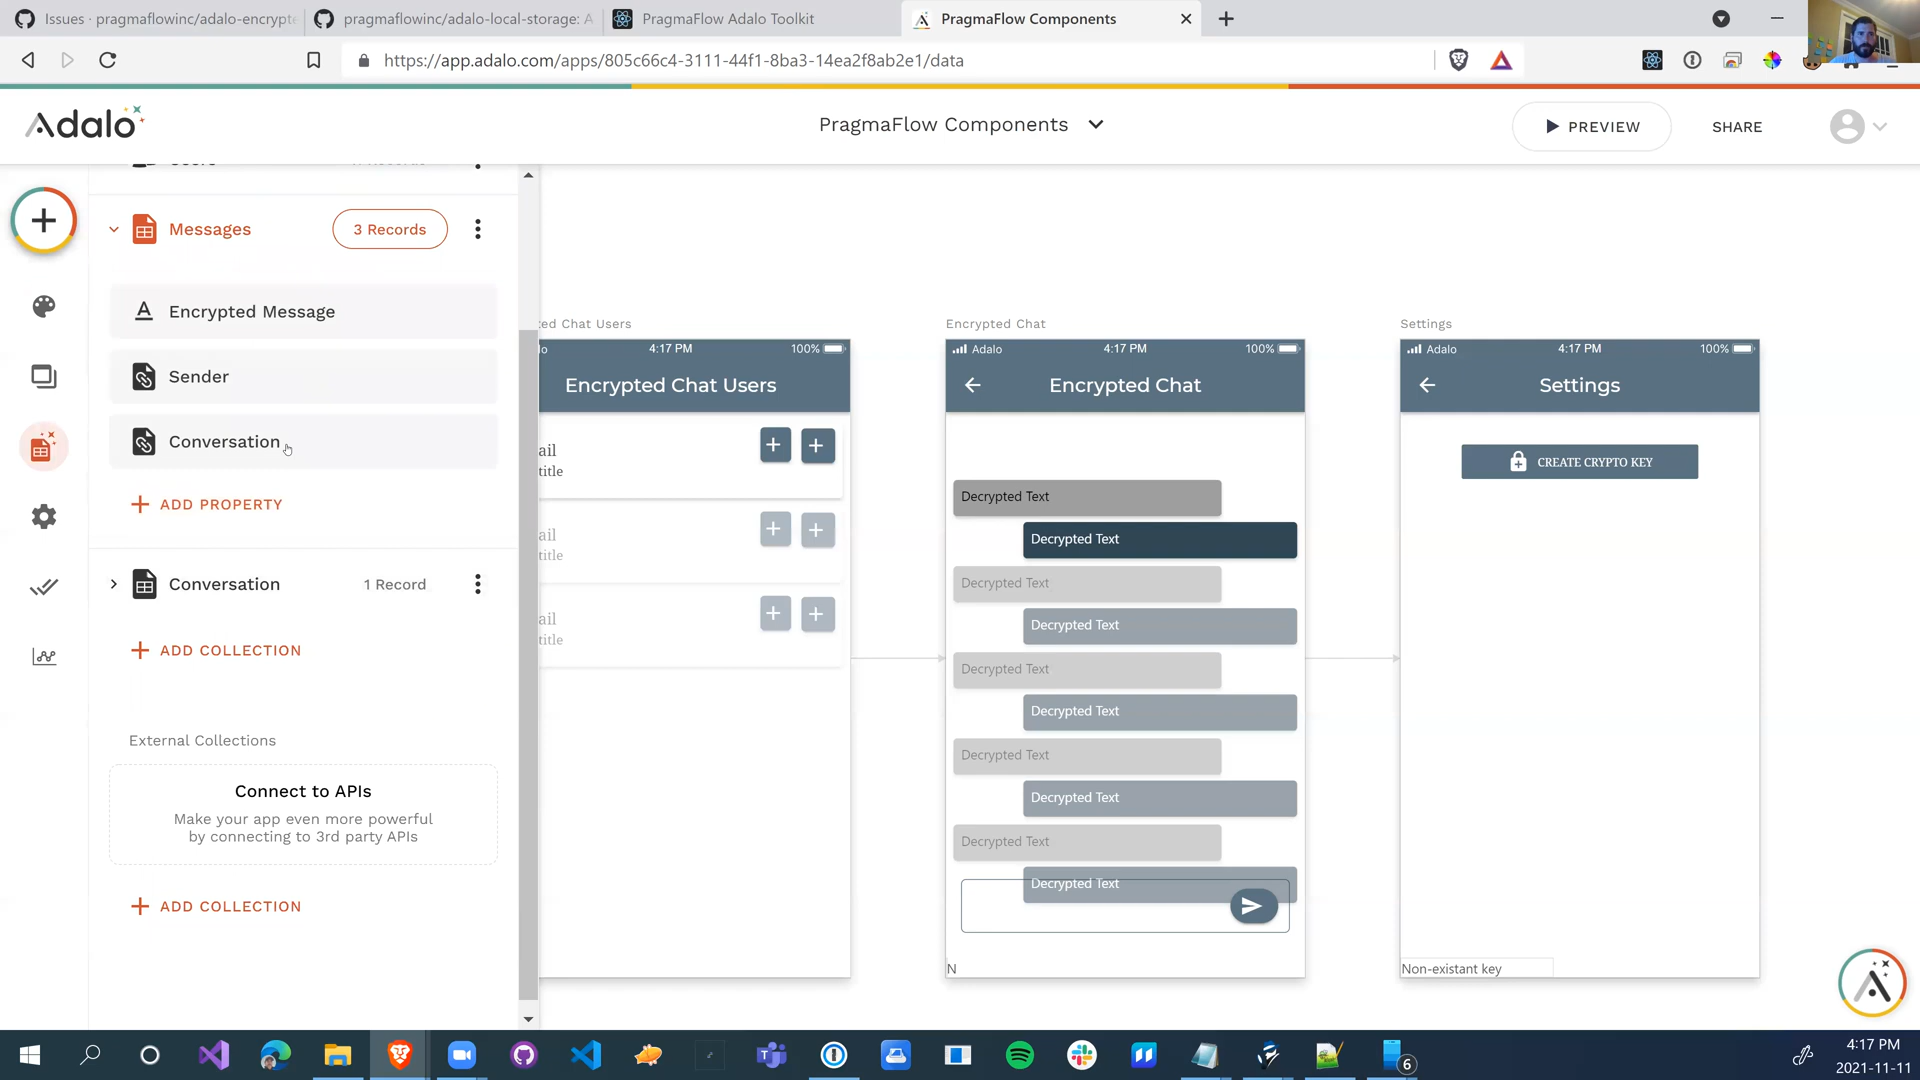 Issues · pragmaflowinc/adalo-encrypte
pragmaflowinc/adalo-local-storage: A
PragmaFlow Adalo Toolkit
PragmaFlow Components
https://app.adalo.com/apps/805c66c4-3111-44f1-8ba3-14ea2f8ab2e1/data
Adalo
PragmaFlow Components
PREVIEW
SHARE
Messages
3 Records
Encrypted Message
Sender
Conversation
ADD PROPERTY
Conversation
1 Record
ADD COLLECTION
External Collections
Connect to APIs
Make your app even more powerful
by connecting to 3rd party APIs
ADD COLLECTION
ted Chat Users
lo
4:17 PM
100%
Encrypted Chat Users
ail
title
ail
title
ail
title
Encrypted Chat
Adalo
4:17 PM
100%
Encrypted Chat
Decrypted Text
Decrypted Text
Decrypted Text
Decrypted Text
Decrypted Text
Decrypted Text
Decrypted Text
Decrypted Text
Decrypted Text
Decrypted Text
N
Settings
Adalo
4:17 PM
100%
Settings
CREATE CRYPTO KEY
Non-existant key
6
4:17 PM
2021-11-11